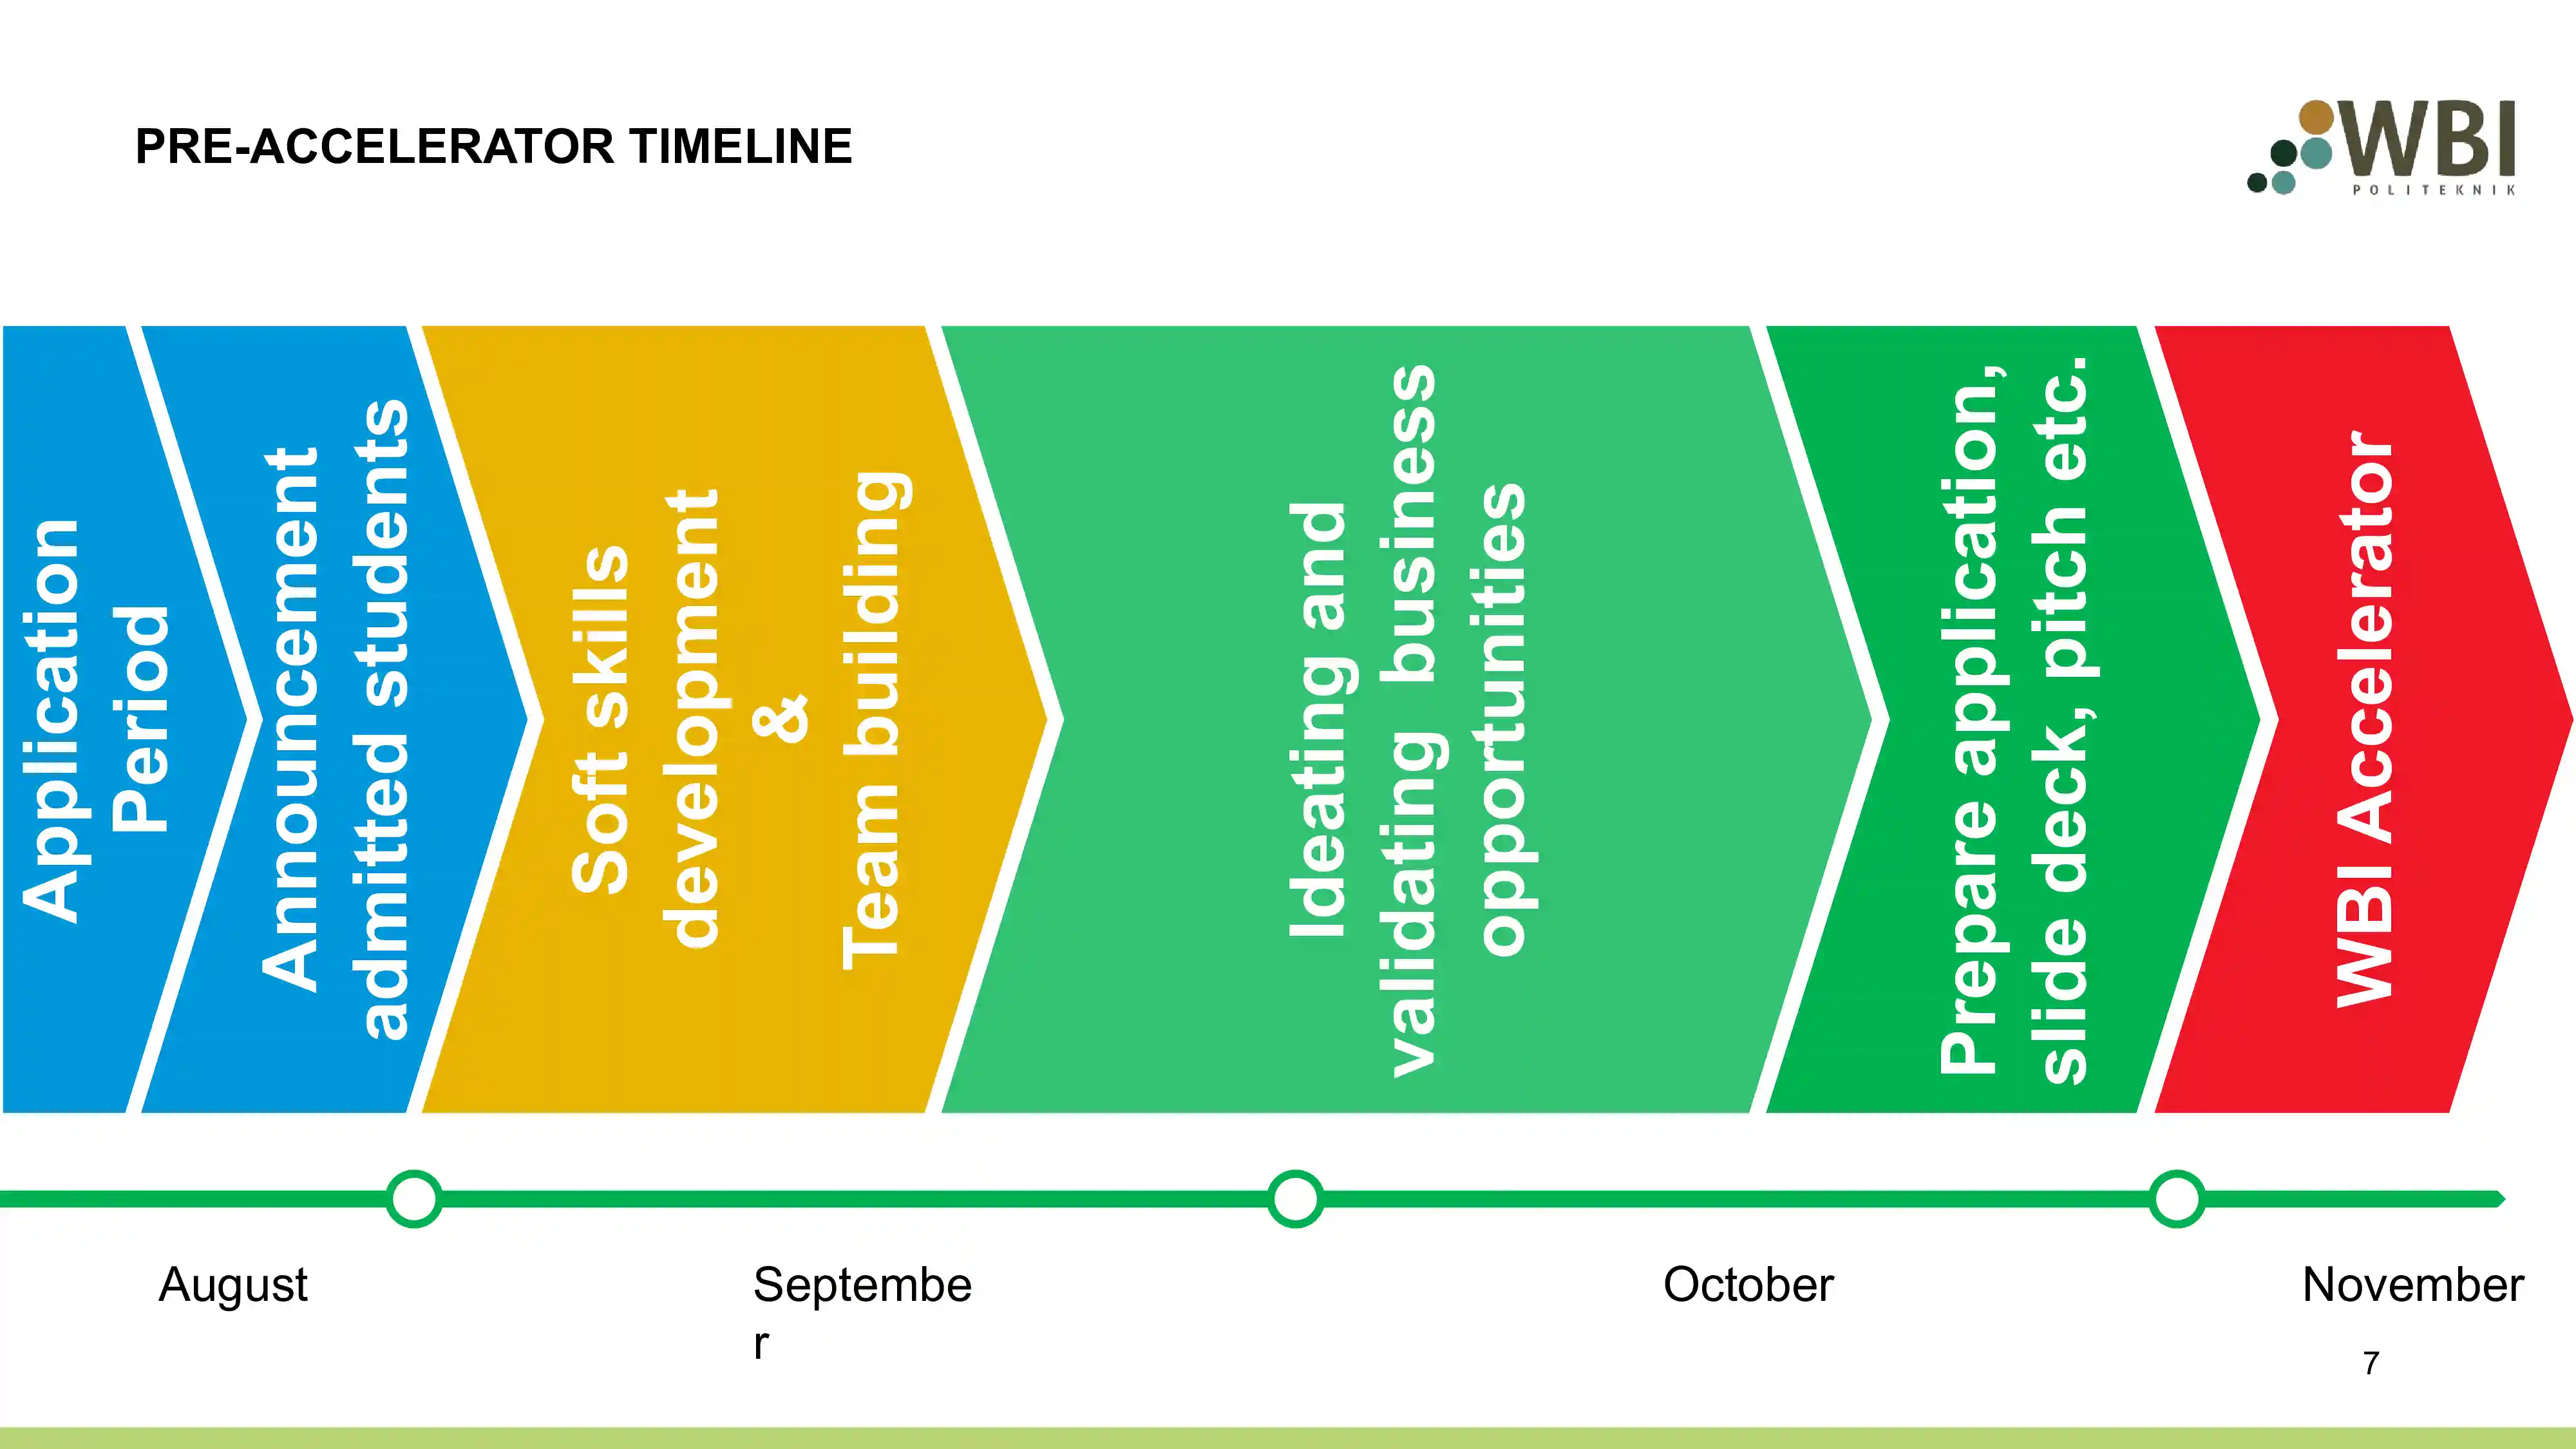 PRE-ACCELERATOR TIMELINE
WBI
POLITEKNIK
Application
Period
Announcement
admitted students
Soft skills
development
&
Team building
Ideating and
validating business
opportunities
Prepare application,
slide deck, pitch etc.
WBI Accelerator
August
Septembe
r
October
November
7